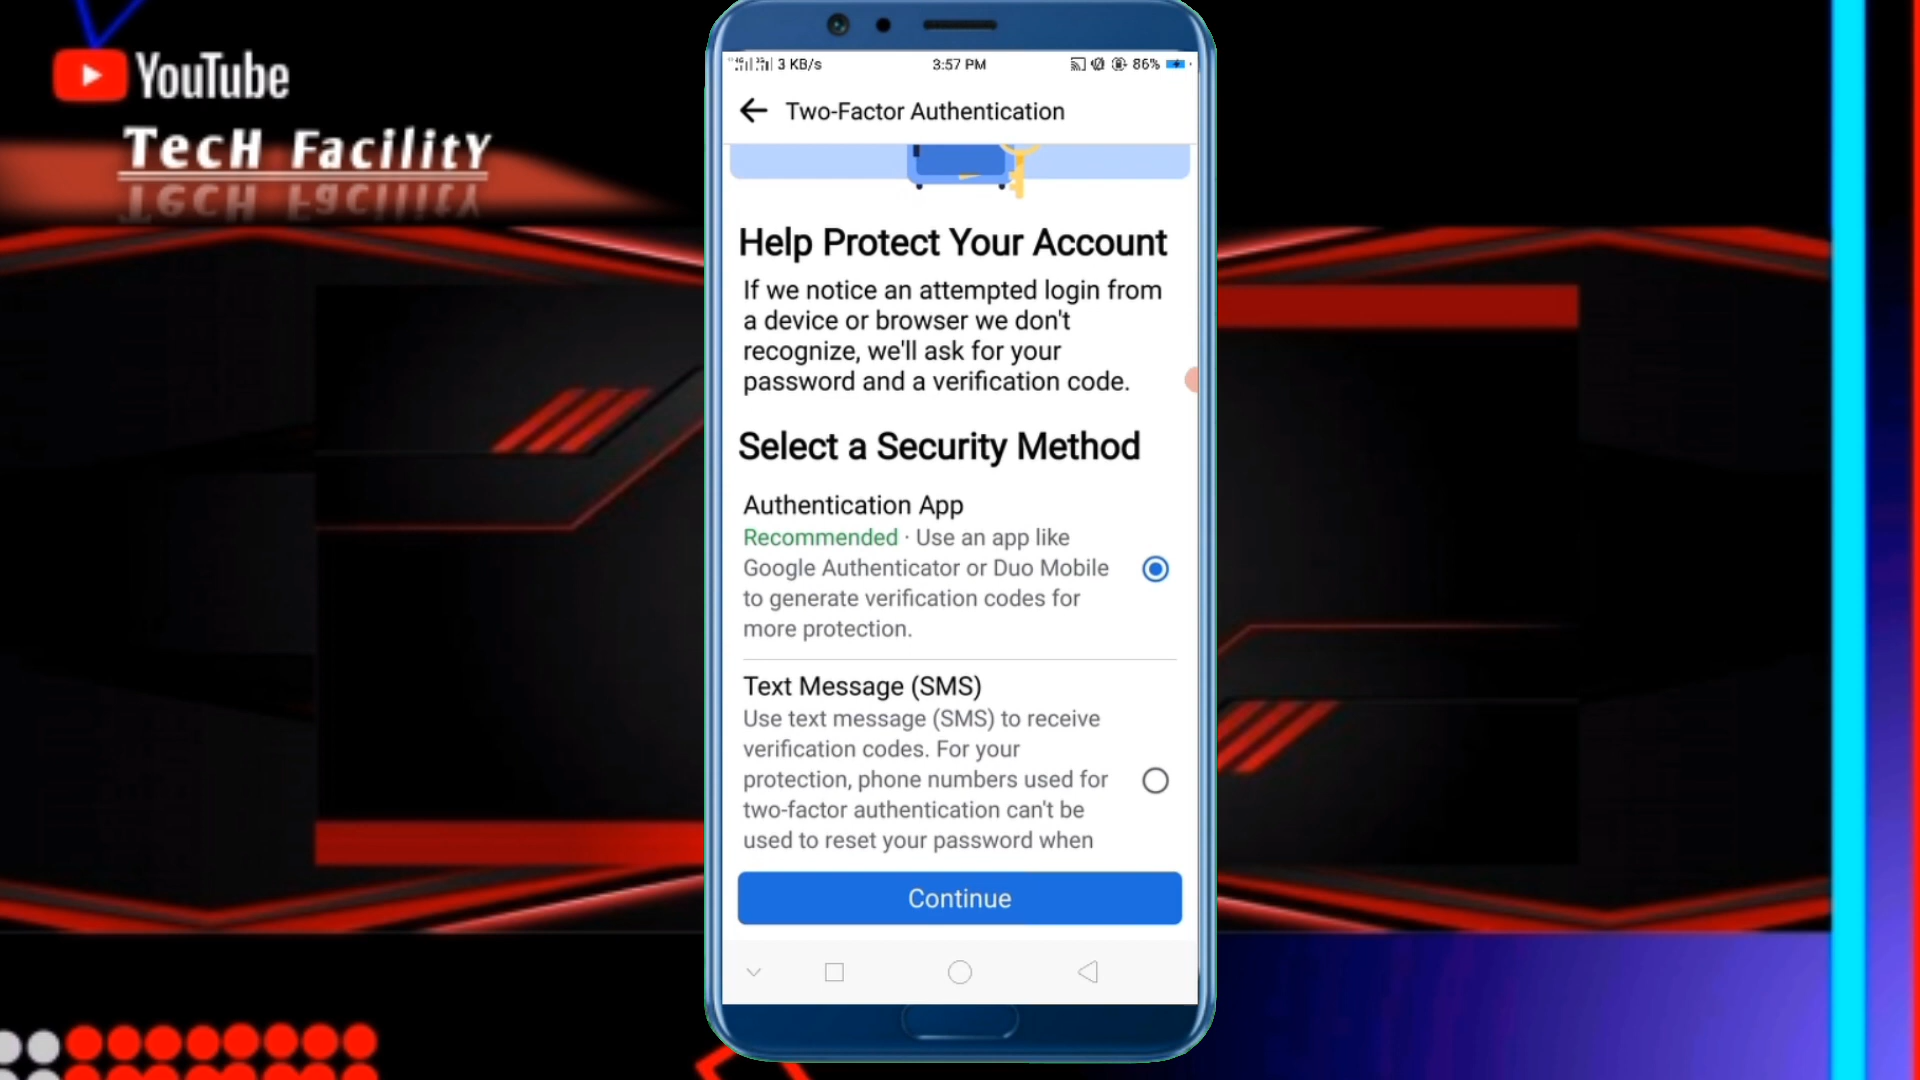 YouTube
TecH FacilitY
3 KB/s
3:57 PM
86%
Two-Factor Authentication
Help Protect Your Account
If we notice an attempted login from
a device or browser we don't
recognize, we'll ask for your
password and a verification code.
Select a Security Method
Authentication App
Recommended · Use an app like
Google Authenticator or Duo Mobile
to generate verification codes for
more protection.
Text Message (SMS)
Use text message (SMS) to receive
verification codes. For your
protection, phone numbers used for
two-factor authentication can't be
used to reset your password when
Continue